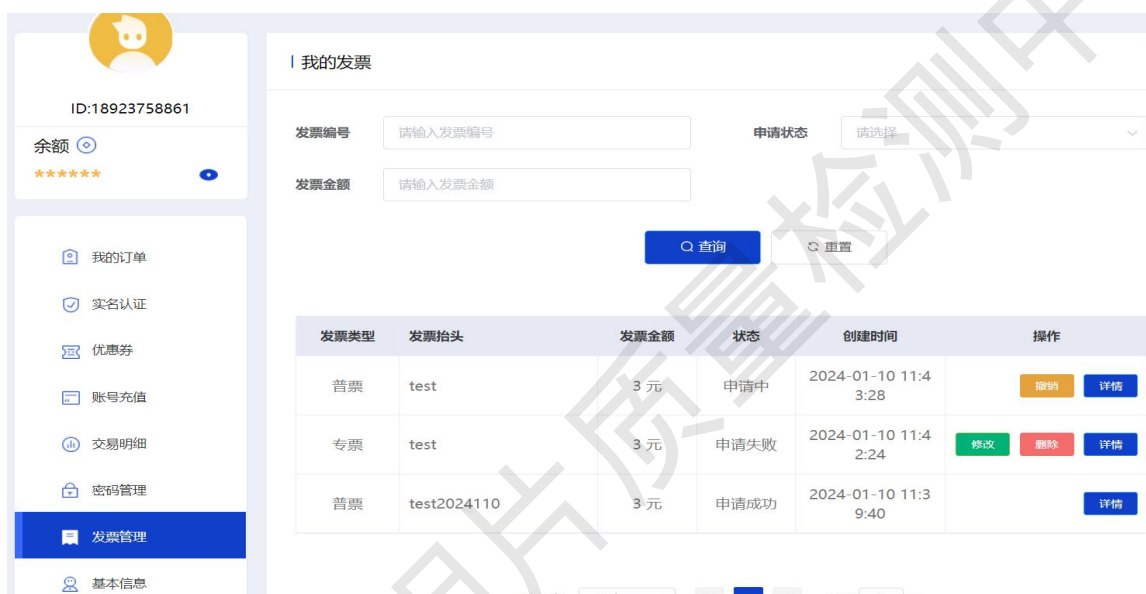 我的发票
ID:18923758861
余额
******
发票编号 请输入发票编号 申请状态 请选择
发票金额 请输入发票金额
查询 重置
我的订单
实名认证
优惠券
账号充值
交易明细
密码管理
发票管理
基本信息
发票类型 发票抬头 发票金额 状态 创建时间 操作
普票 test 3 元 申请中 2024-01-10 11:4
3:28 撤销 详情
专票 test 3 元 申请失败 2024-01-10 11:4
2:24 修改 删除 详情
普票 test2024110 3 元 申请成功 2024-01-10 11:3
9:40 详情
片质量检测中